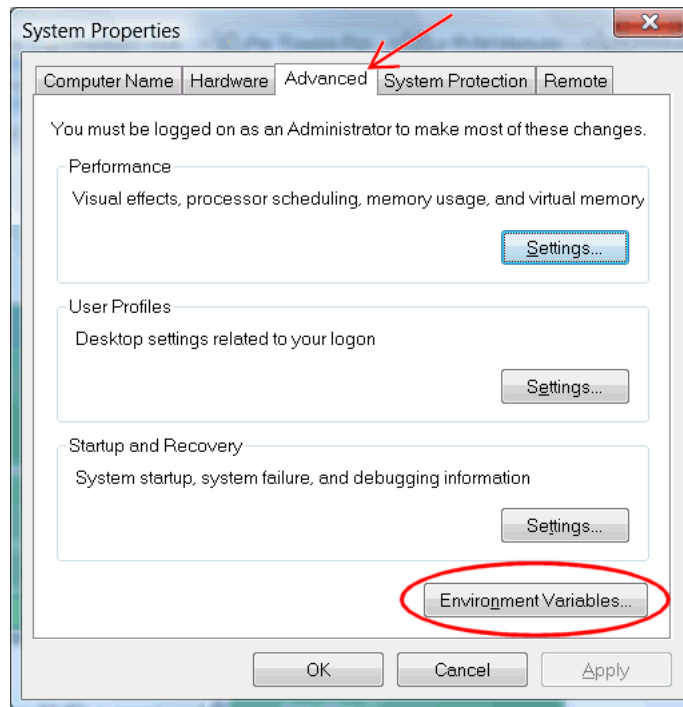 System Properties
Computer Name Hardware Advanced System Protection Remote
You must be logged on as an Administrator to make most of these changes.
Performance
Visual effects, processor scheduling, memory usage, and virtual memory
Settings...
User Profiles
Desktop settings related to your logon
Settings...
Startup and Recovery
System startup, system failure, and debugging information
Settings...
Environment Variables...
OK Cancel Apply